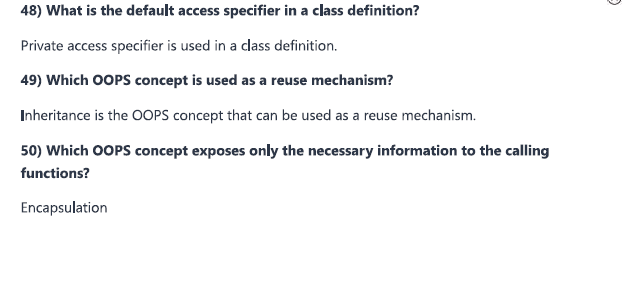 48) What is the default access specifier in a class definition?
Private access specifier is used in a class definition.
49) Which OOPS concept is used as a reuse mechanism?
Inheritance is the OOPS concept that can be used as a reuse mechanism.
50) Which OOPS concept exposes only the necessary information to the calling
functions?
Encapsulation